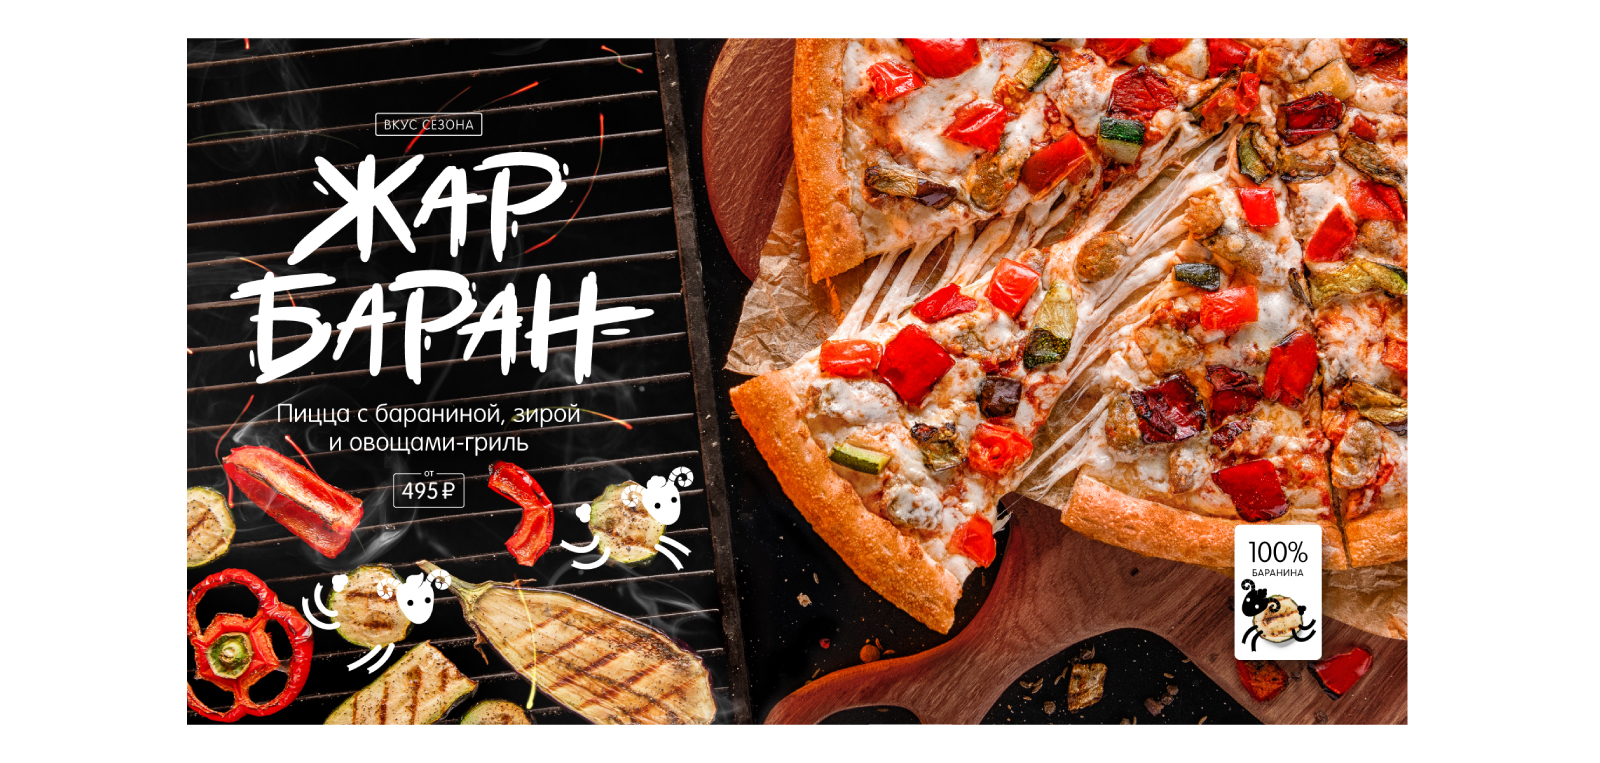 ВКУС СЕЗОНА
ЖАР
БАРАН
Пицца с бараниной, зирой
и овощами-гриль
от
495 ₽
100%
БАРАНИНА